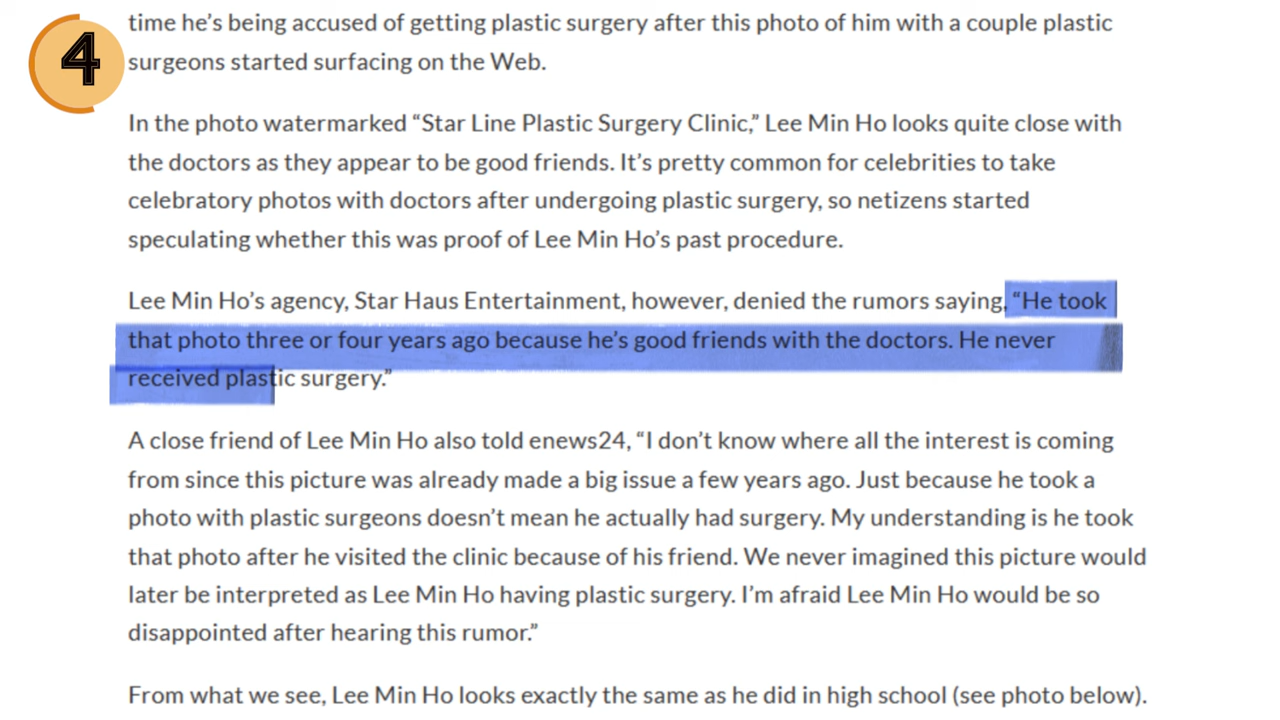 4
time he’s being accused of getting plastic surgery after this photo of him with a couple plastic
surgeons started surfacing on the Web.
In the photo watermarked “Star Line Plastic Surgery Clinic,” Lee Min Ho looks quite close with
the doctors as they appear to be good friends. It’s pretty common for celebrities to take
celebratory photos with doctors after undergoing plastic surgery, so netizens started
speculating whether this was proof of Lee Min Ho’s past procedure.
Lee Min Ho’s agency, Star Haus Entertainment, however, denied the rumors saying, “He took
that photo three or four years ago because he’s good friends with the doctors. He never
received plastic surgery.”
A close friend of Lee Min Ho also told enews24, “I don’t know where all the interest is coming
from since this picture was already made a big issue a few years ago. Just because he took a
photo with plastic surgeons doesn’t mean he actually had surgery. My understanding is he took
that photo after he visited the clinic because of his friend. We never imagined this picture would
later be interpreted as Lee Min Ho having plastic surgery. I’m afraid Lee Min Ho would be so
disappointed after hearing this rumor.”
From what we see, Lee Min Ho looks exactly the same as he did in high school (see photo below).